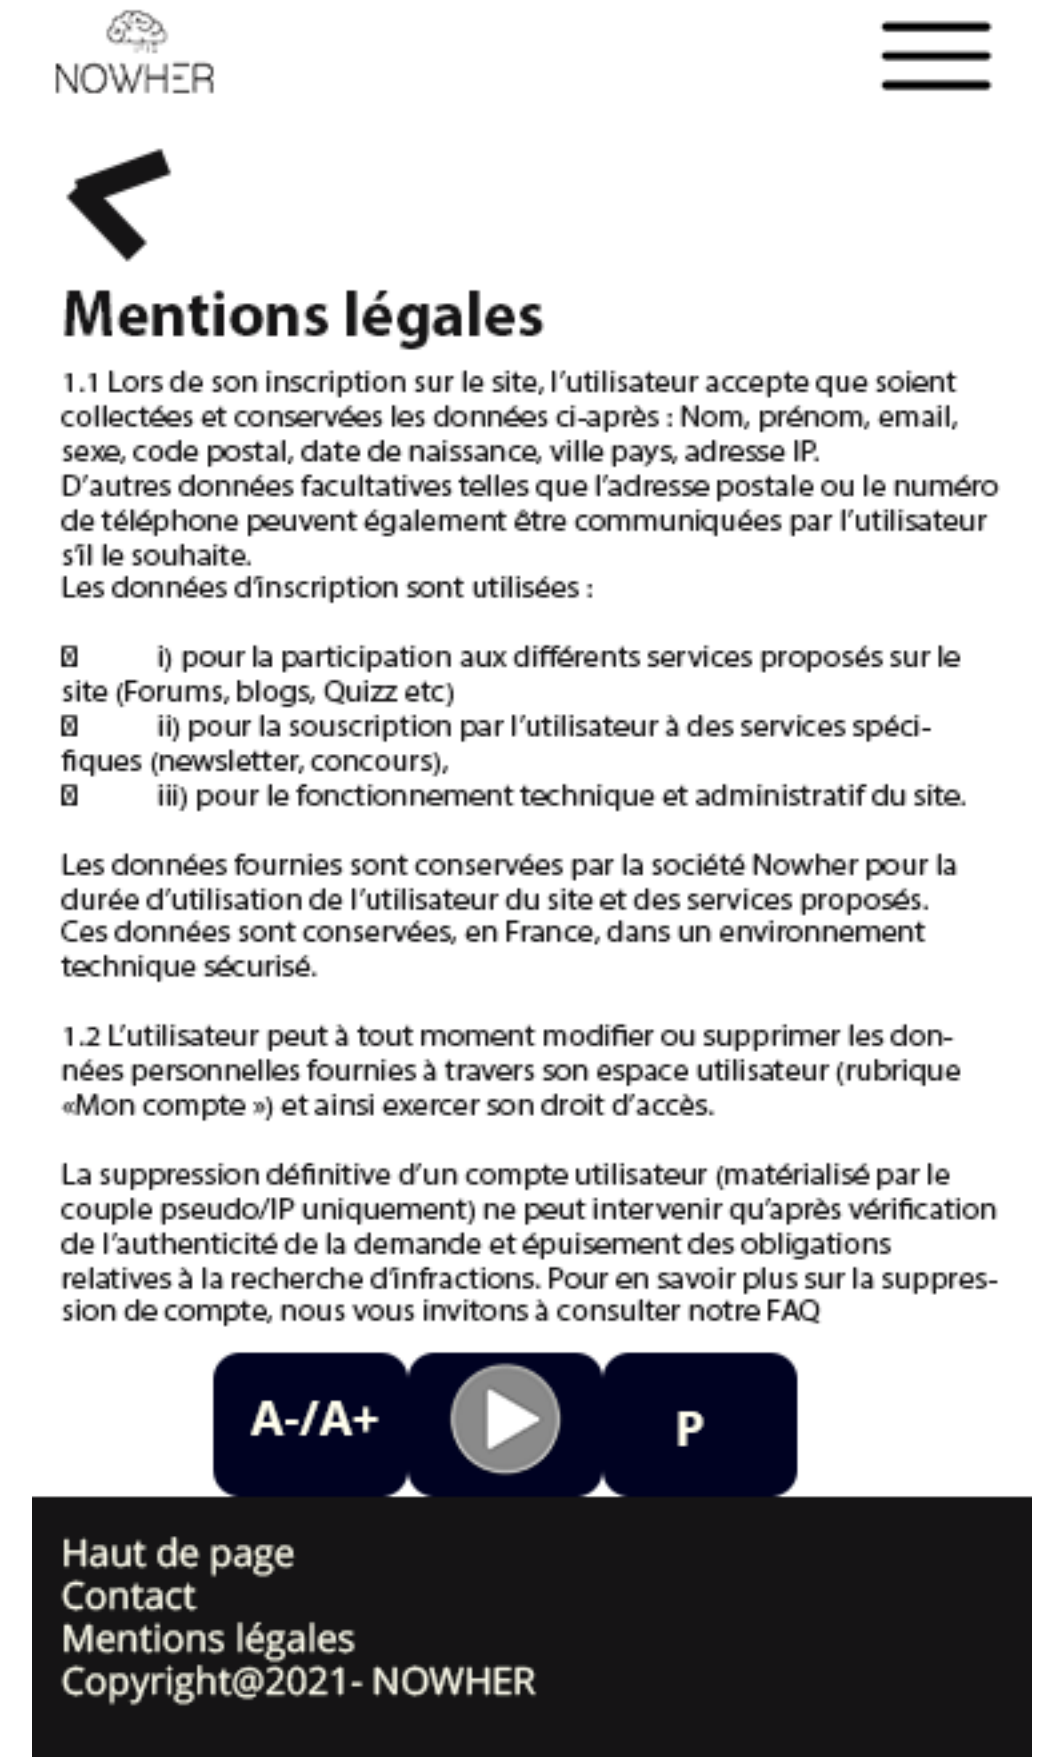 NOWHER
Mentions légales
1.1 Lors de son inscription sur le site, l’utilisateur accepte que soient
collectées et conservées les données ci-après : Nom, prénom, email,
sexe, code postal, date de naissance, ville pays, adresse IP.
D’autres données facultatives telles que l’adresse postale ou le numéro
de téléphone peuvent également être communiquées par l’utilisateur
s’il le souhaite.
Les données d’inscription sont utilisées :
i) pour la participation aux différents services proposés sur le
site (Forums, blogs, Quizz etc)
ii) pour la souscription par l’utilisateur à des services spéci-
fiques (newsletter, concours),
iii) pour le fonctionnement technique et administratif du site.
Les données fournies sont conservées par la société Nowher pour la
durée d’utilisation de l’utilisateur du site et des services proposés.
Ces données sont conservées, en France, dans un environnement
technique sécurisé.
1.2 L’utilisateur peut à tout moment modifier ou supprimer les don-
nées personnelles fournies à travers son espace utilisateur (rubrique
«Mon compte ») et ainsi exercer son droit d’accès.
La suppression définitive d’un compte utilisateur (matérialisé par le
couple pseudo/IP uniquement) ne peut intervenir qu’après vérification
de l’authenticité de la demande et épuisement des obligations
relatives à la recherche d’infractions. Pour en savoir plus sur la suppres-
sion de compte, nous vous invitons à consulter notre FAQ
A-/A+ P
Haut de page
Contact
Mentions légales
Copyright@2021- NOWHER